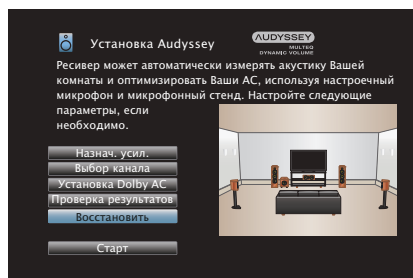 Установка Audyssey
AUDYSSEY
MULTEQ
DYNAMIC VOLUME
Ресивер может автоматически измерять акустику Вашей
комнаты и оптимизировать Ваши АС, используя настроечный
микрофон и микрофонный стенд. Настройте следующие
параметры, если
необходимо.
Назнач. усил.
Выбор канала
Установка Dolby АС
Проверка результатов
Восстановить
Старт